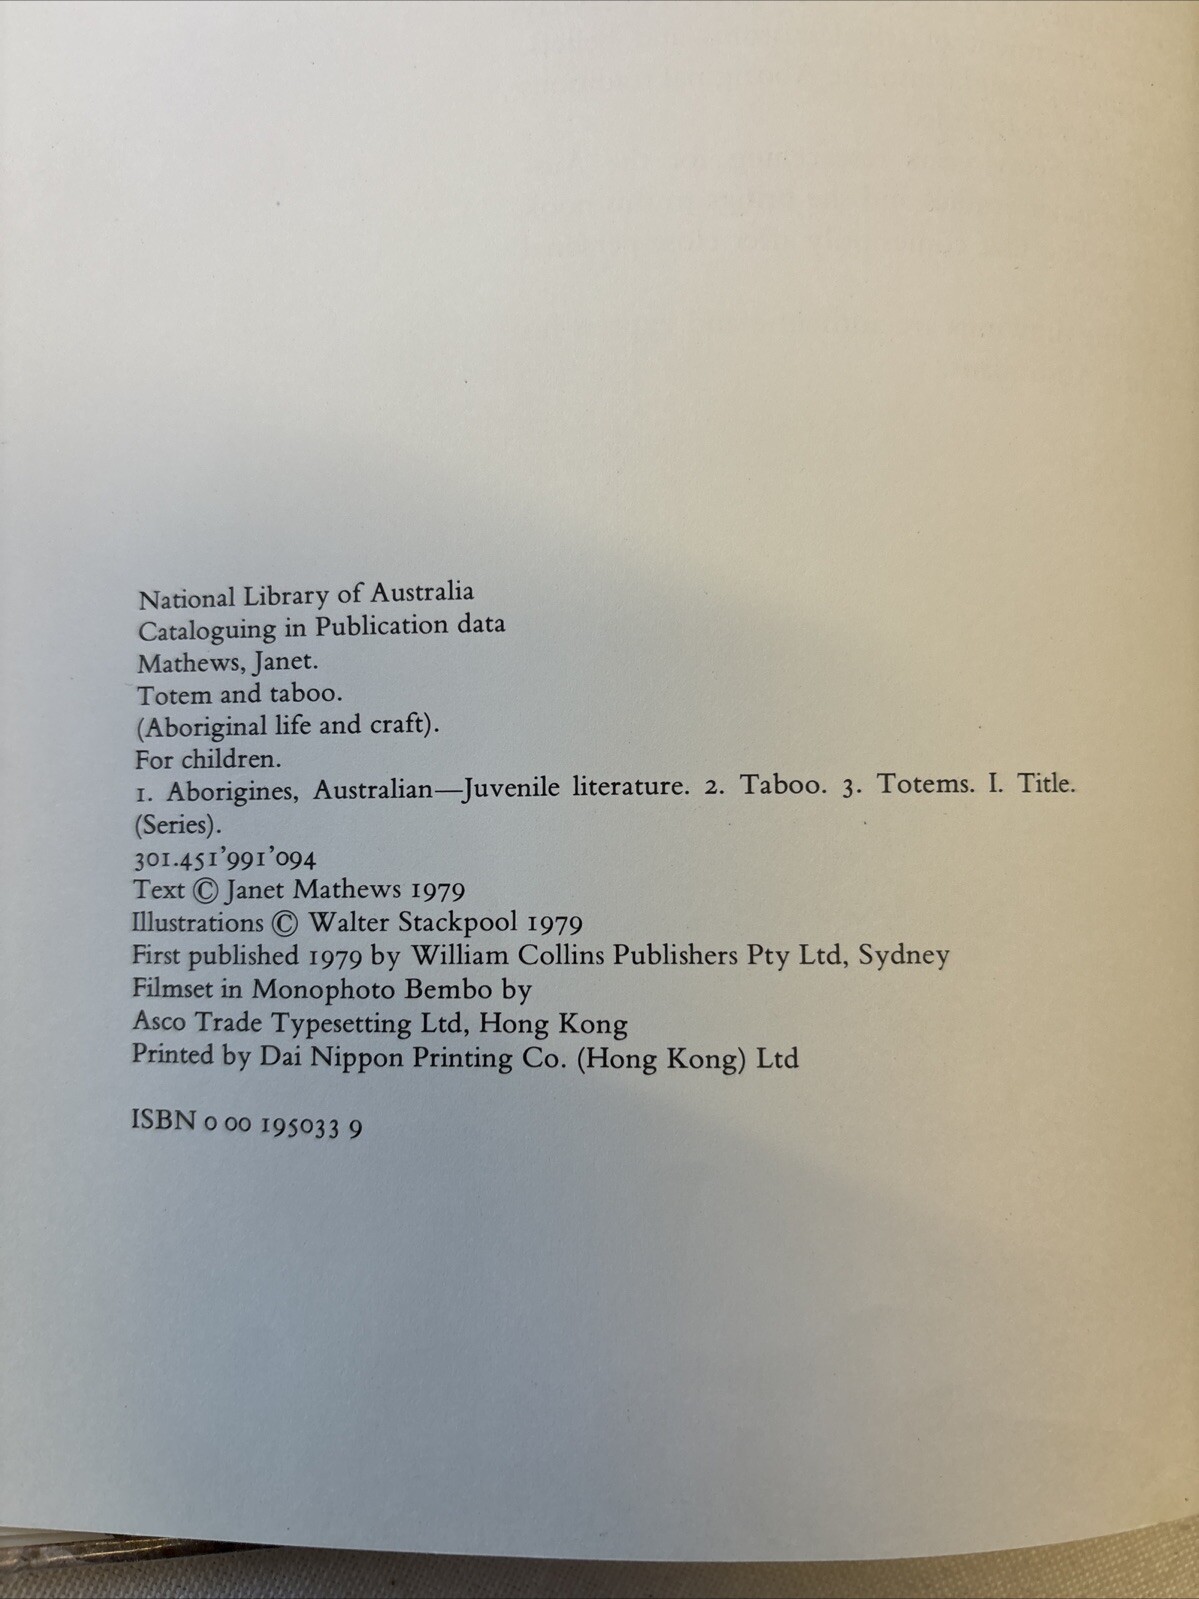 National Library of Australia
Cataloguing in Publication data
Mathews, Janet.
Totem and taboo.
(Aboriginal life and craft).
For children.
1. Aborigines, Australian—Juvenile literature. 2. Taboo. 3. Totems. I. Title.
(Series).
301.451'991'094
Text © Janet Mathews 1979
Illustrations © Walter Stackpool 1979
First published 1979 by William Collins Publishers Pty Ltd, Sydney
Filmset in Monophoto Bembo by
Asco Trade Typesetting Ltd, Hong Kong
Printed by Dai Nippon Printing Co. (Hong Kong) Ltd
ISBN 0 00 195033 9